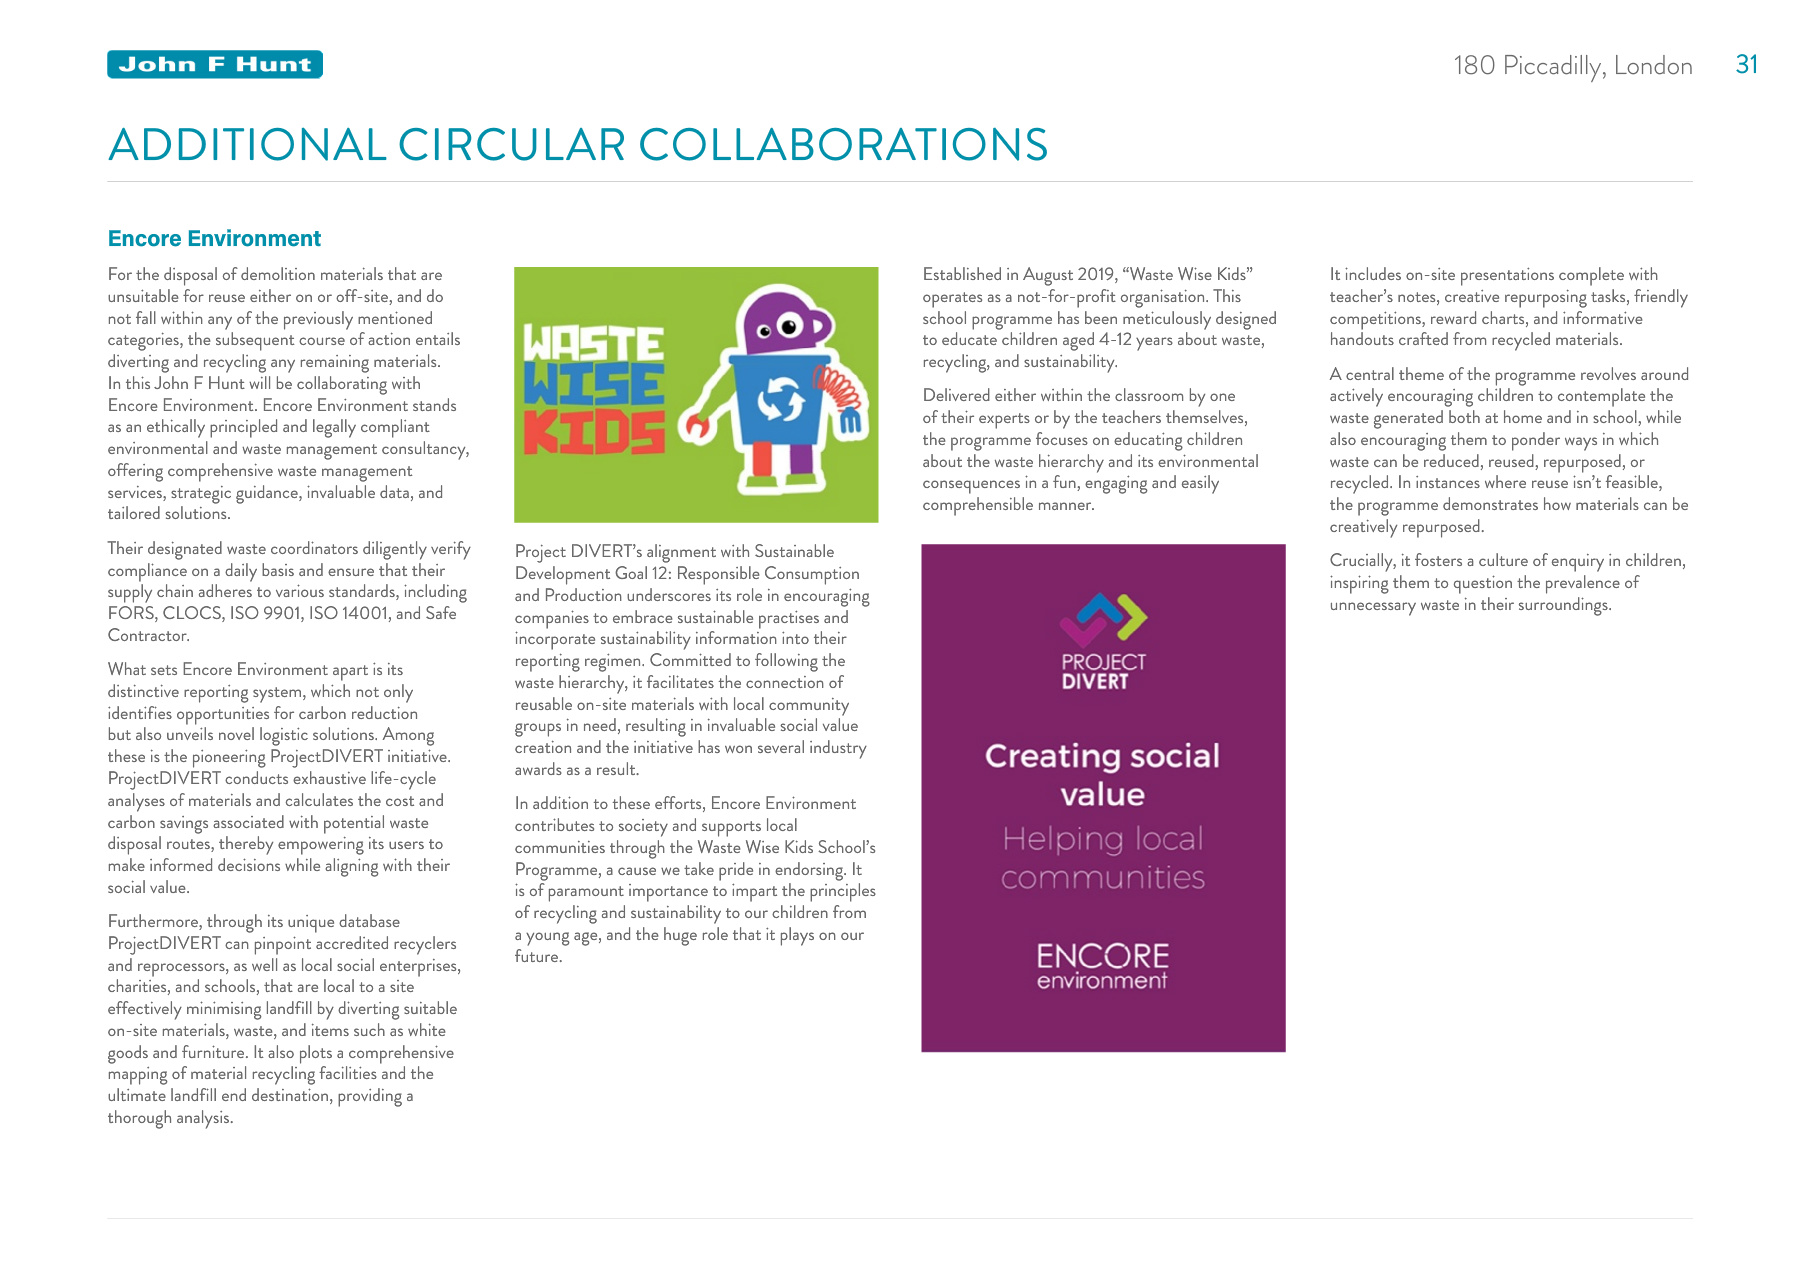 John F Hunt
180 Piccadilly, London
31
ADDITIONAL CIRCULAR COLLABORATIONS
Encore Environment
For the disposal of demolition materials that are
unsuitable for reuse either on or off-site, and do
not fall within any of the previously mentioned
categories, the subsequent course of action entails
diverting and recycling any remaining materials.
In this John F Hunt will be collaborating with
Encore Environment. Encore Environment stands
as an ethically principled and legally compliant
environmental and waste management consultancy,
offering comprehensive waste management
services, strategic guidance, invaluable data, and
tailored solutions.
Their designated waste coordinators diligently verify
compliance on a daily basis and ensure that their
supply chain adheres to various standards, including
FORS, CLOCS, ISO 9901, ISO 14001, and Safe
Contractor.
What sets Encore Environment apart is its
distinctive reporting system, which not only
identifies opportunities for carbon reduction
but also unveils novel logistic solutions. Among
these is the pioneering ProjectDIVERT initiative.
ProjectDIVERT conducts exhaustive life-cycle
analyses of materials and calculates the cost and
carbon savings associated with potential waste
disposal routes, thereby empowering its users to
make informed decisions while aligning with their
social value.
Furthermore, through its unique database
ProjectDIVERT can pinpoint accredited recyclers
and reprocessors, as well as local social enterprises,
charities, and schools, that are local to a site
effectively minimising landfill by diverting suitable
on-site materials, waste, and items such as white
goods and furniture. It also plots a comprehensive
mapping of material recycling facilities and the
ultimate landfill end destination, providing a
thorough analysis.
WASTE
WISE
KIDS
Project DIVERT's alignment with Sustainable
Development Goal 12: Responsible Consumption
and Production underscores its role in encouraging
companies to embrace sustainable practises and
incorporate sustainability information into their
reporting regimen. Committed to following the
waste hierarchy, it facilitates the connection of
reusable on-site materials with local community
groups in need, resulting in invaluable social value
creation and the initiative has won several industry
awards as a result.
In addition to these efforts, Encore Environment
contributes to society and supports local
communities through the Waste Wise Kids School's
Programme, a cause we take pride in endorsing. It
is of paramount importance to impart the principles
of recycling and sustainability to our children from
a young age, and the huge role that it plays on our
future.
Established in August 2019, “Waste Wise Kids”
operates as a not-for-profit organisation. This
school programme has been meticulously designed
to educate children aged 4-12 years about waste,
recycling, and sustainability.
Delivered either within the classroom by one
of their experts or by the teachers themselves,
the programme focuses on educating children
about the waste hierarchy and its environmental
consequences in a fun, engaging and easily
comprehensible manner.
PROJECT
DIVERT
Creating social
value
Helping local
communities
ENCORE
environment
It includes on-site presentations complete with
teacher's notes, creative repurposing tasks, friendly
competitions, reward charts, and informative
handouts crafted from recycled materials.
A central theme of the programme revolves around
actively encouraging children to contemplate the
waste generated both at home and in school, while
also encouraging them to ponder ways in which
waste can be reduced, reused, repurposed, or
recycled. In instances where reuse isn't feasible,
the programme demonstrates how materials can be
creatively repurposed.
Crucially, it fosters a culture of enquiry in children,
inspiring them to question the prevalence of
unnecessary waste in their surroundings.